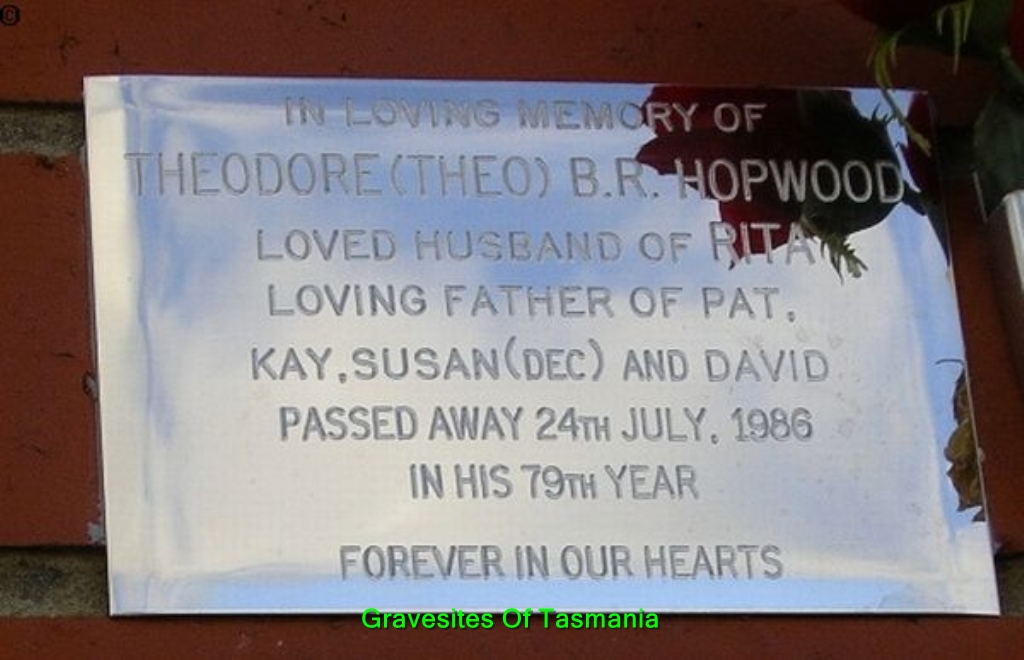 ©
IN LOVING MEMORY OF
THEODORE (THEO) B.R. HOPWOOD
LOVED HUSBAND OF RITA
LOVING FATHER OF PAT,
KAY, SUSAN (DEC) AND DAVID
PASSED AWAY 24TH JULY, 1986
IN HIS 79TH YEAR
FOREVER IN OUR HEARTS
Gravesites Of Tasmania